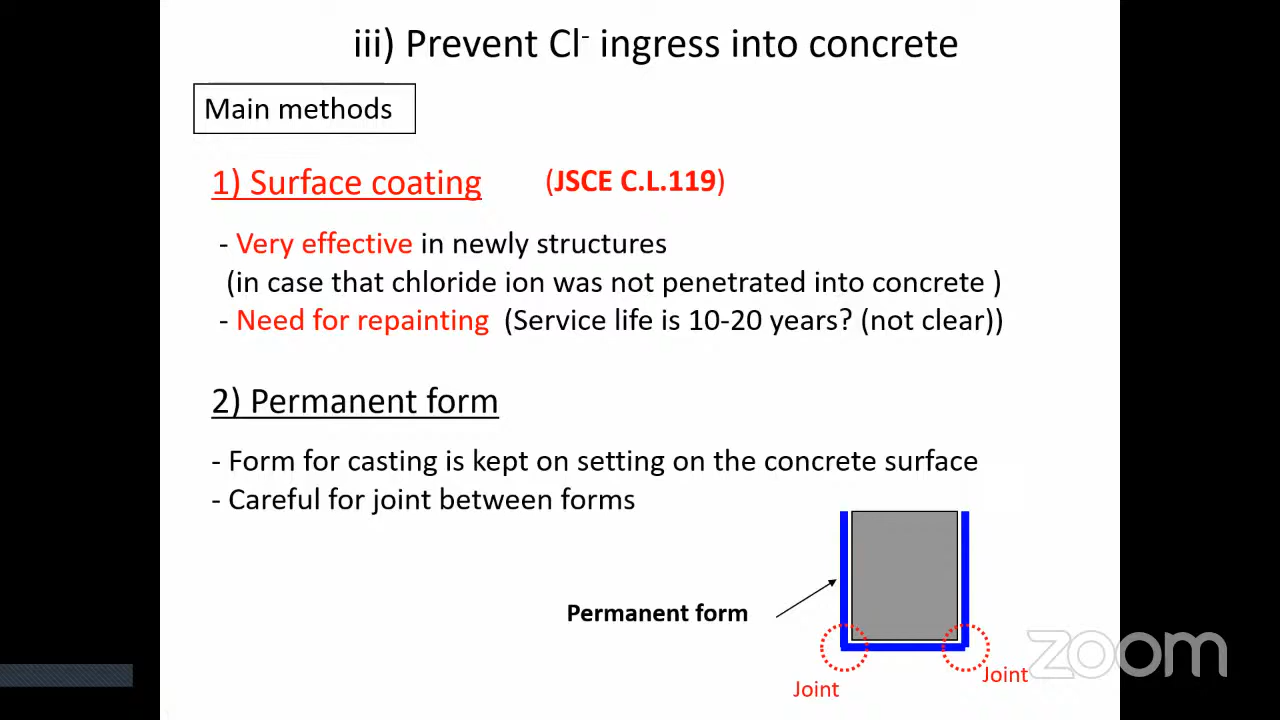 iii) Prevent Cl⁻ ingress into concrete
Main methods
1) Surface coating (JSCE C.L.119)
- Very effective in newly structures
(in case that chloride ion was not penetrated into concrete )
- Need for repainting (Service life is 10-20 years? (not clear))
2) Permanent form
- Form for casting is kept on setting on the concrete surface
- Careful for joint between forms
Permanent form
Joint
Joint
zoom